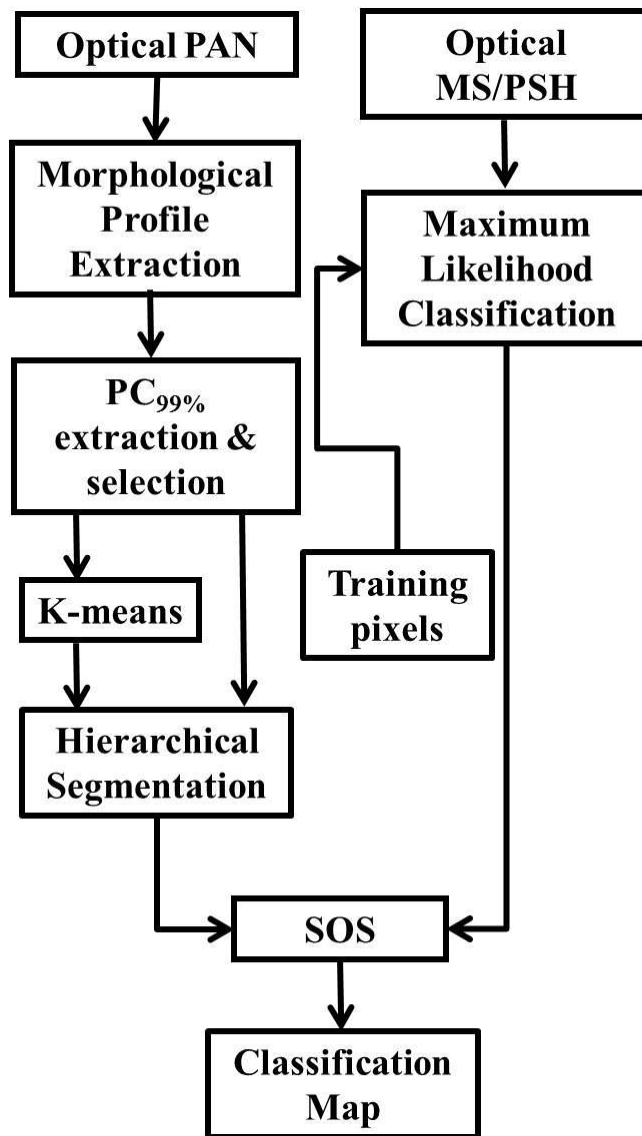 Optical PAN
Optical
MS/PSH
Morphological
Profile
Extraction
Maximum
Likelihood
Classification
PC99%
extraction &
selection
K-means
Training
pixels
Hierarchical
Segmentation
SOS
Classification
Map